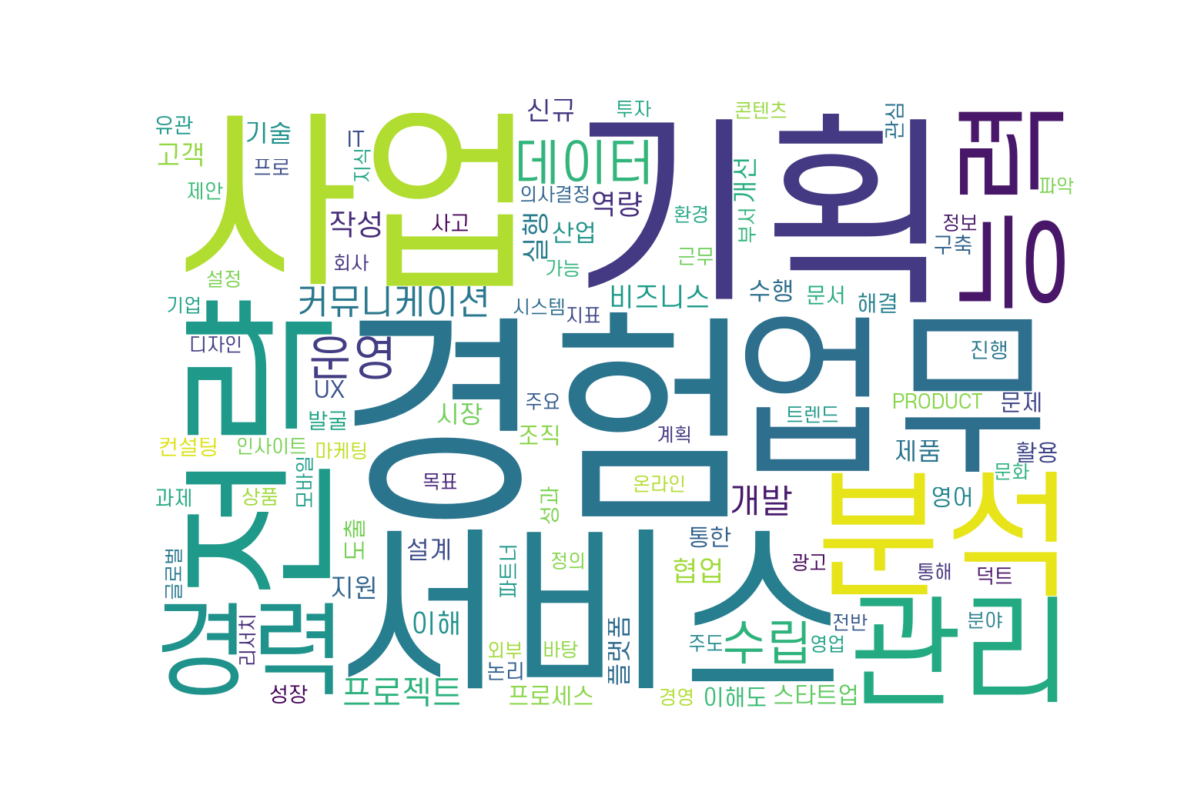 사업
기획
능력
경험
업무
전략
서비스
분석
관리
경력
유관
고객
기술
프로
제안
IT
지식
신규
투자
콘텐츠
관심
데이터
의사결정
역량
개선
부서
환경
파악
정보
구축
작성
사고
실행
산업
가능
근무
회사
설정
기업
커뮤니케이션
시스템
지표
비즈니스
수행
문서
해결
디자인
운영
UX
발굴
시장
주요
조직
계획
트렌드
진행
PRODUCT
문제
제품
활용
문화
컨설팅
인사이트
마케팅
모바일
과제
상품
목표
온라인
성과
개발
영어
도출
설계
글로벌
지원
파트너
정의
통한
협업
광고
통해
덕트
이해
리서치
성장
프로젝트
외부
논리
바탕
프로세스
플랫폼
주도
수립
영업
전반
분야
경영
이해도
스타트업